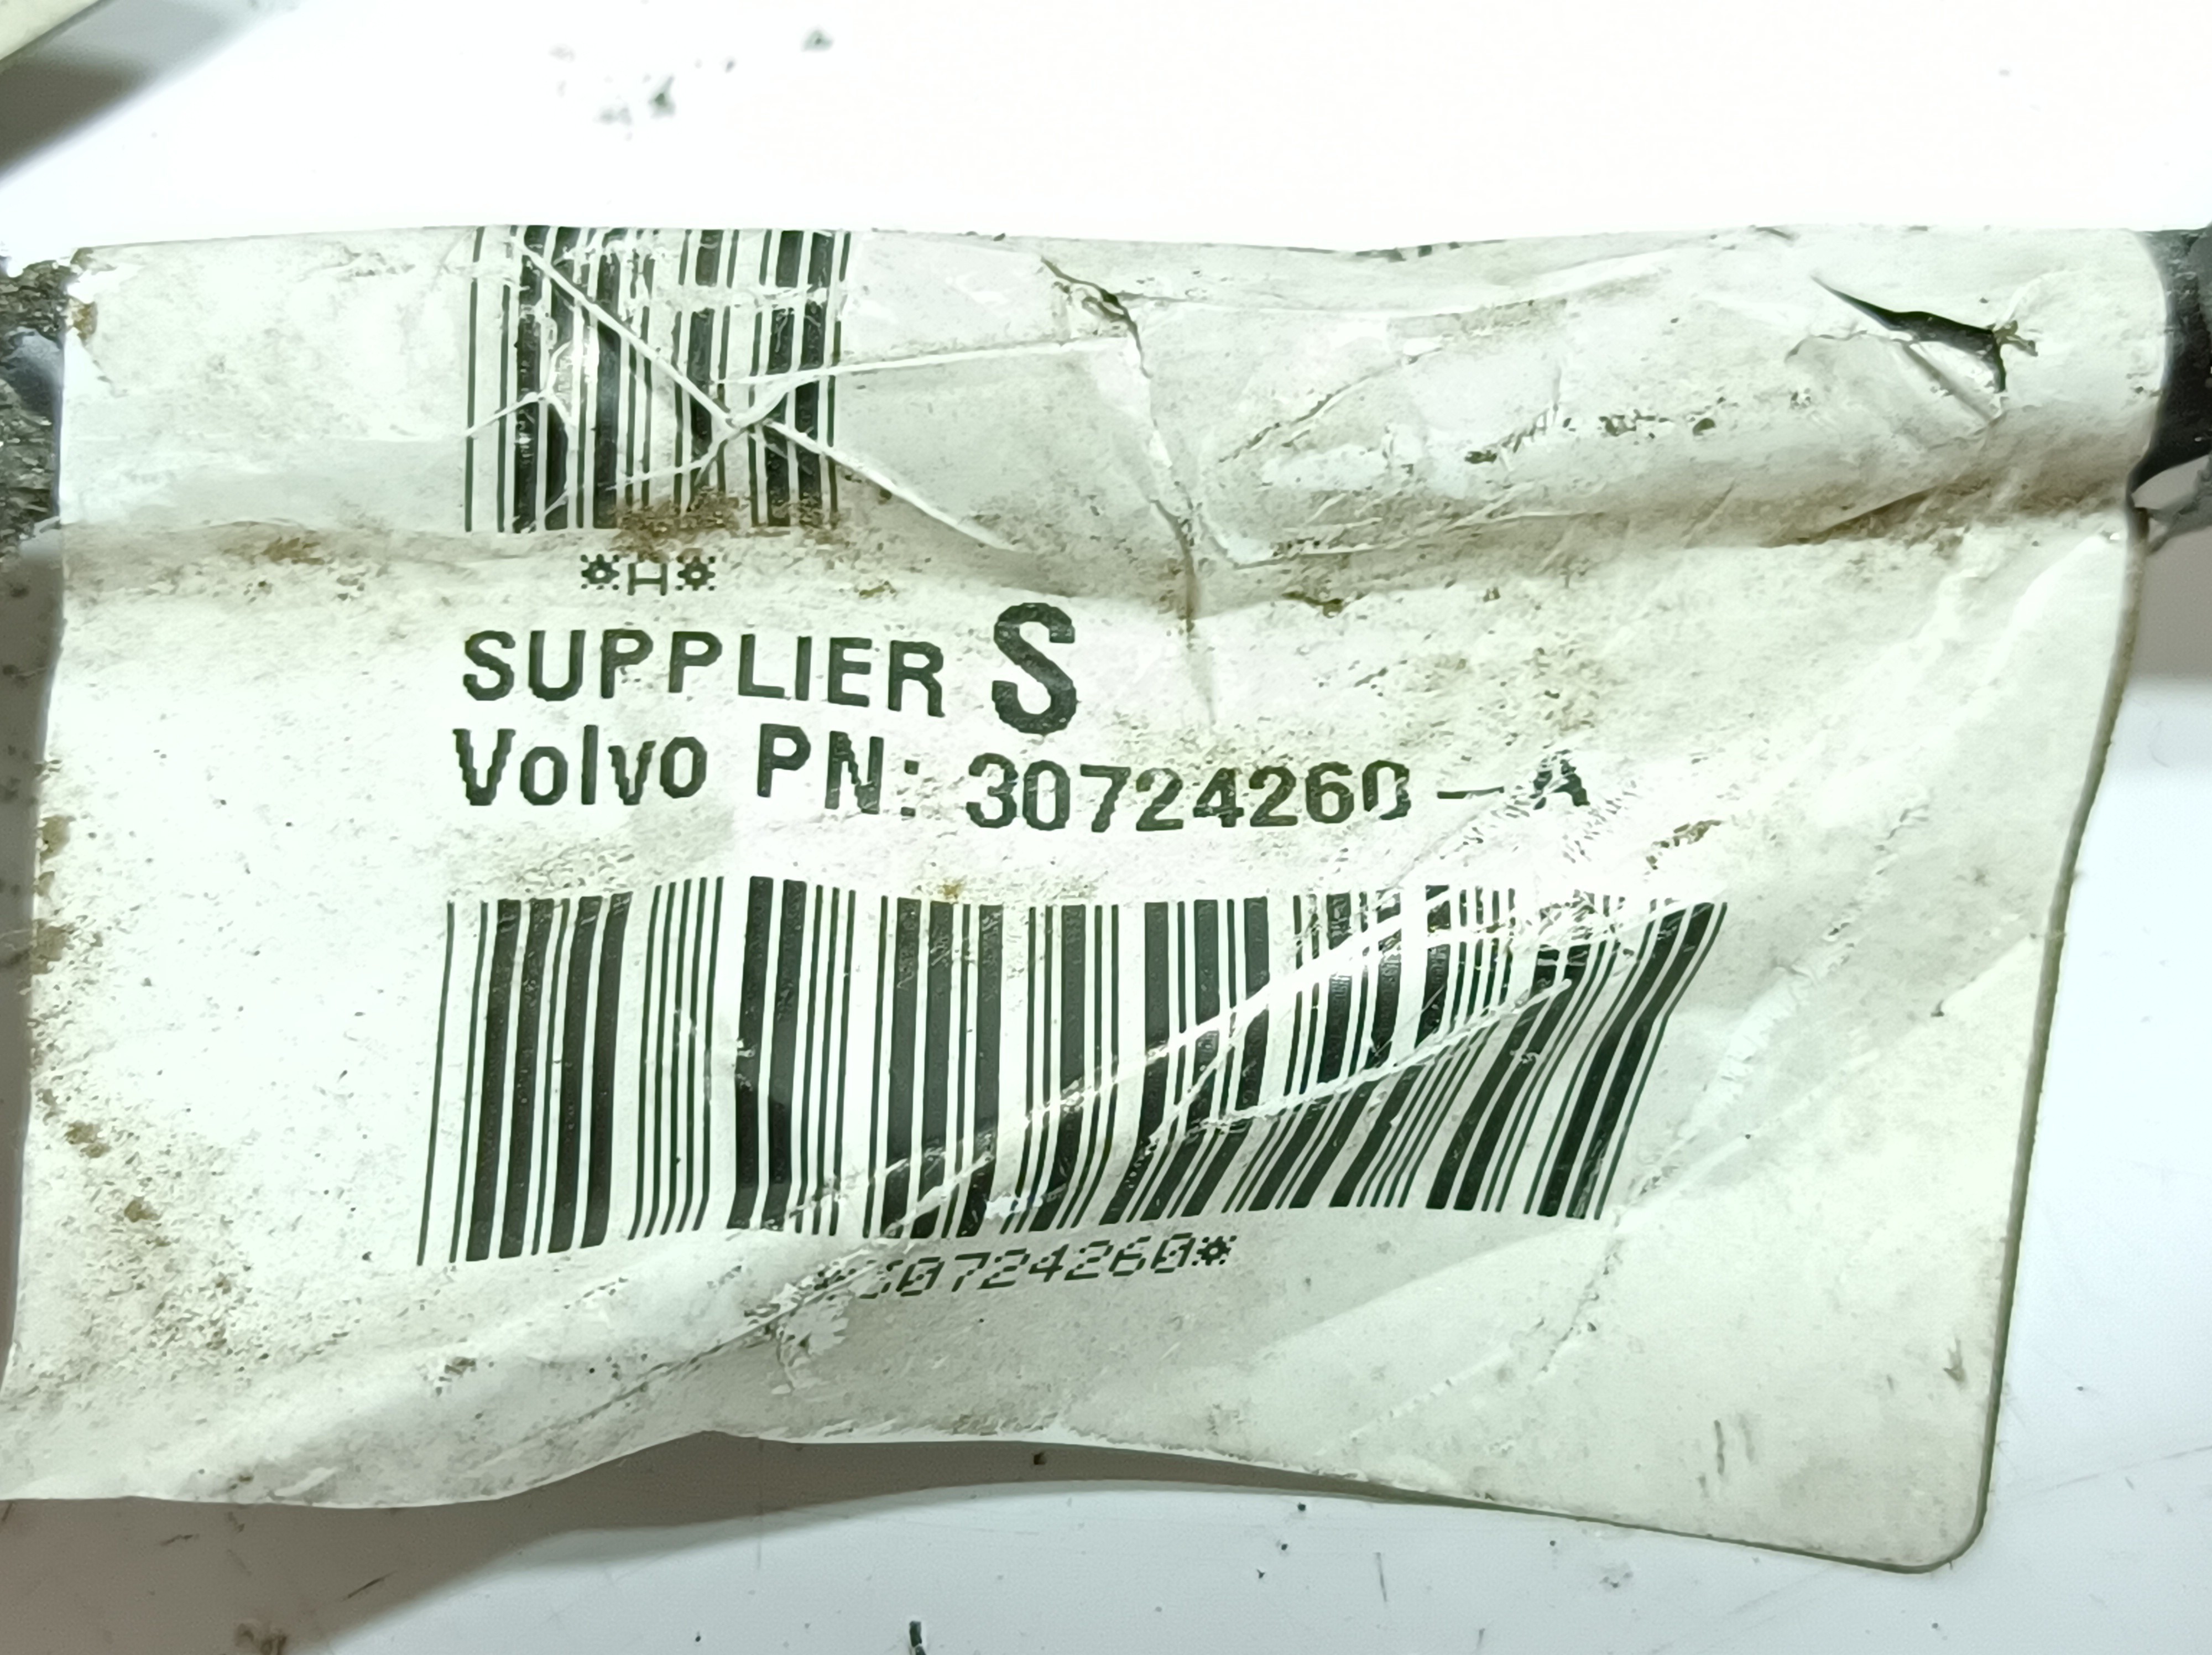 *H*
SUPPLIER S
Volvo PN: 30724260-A
*30724260*